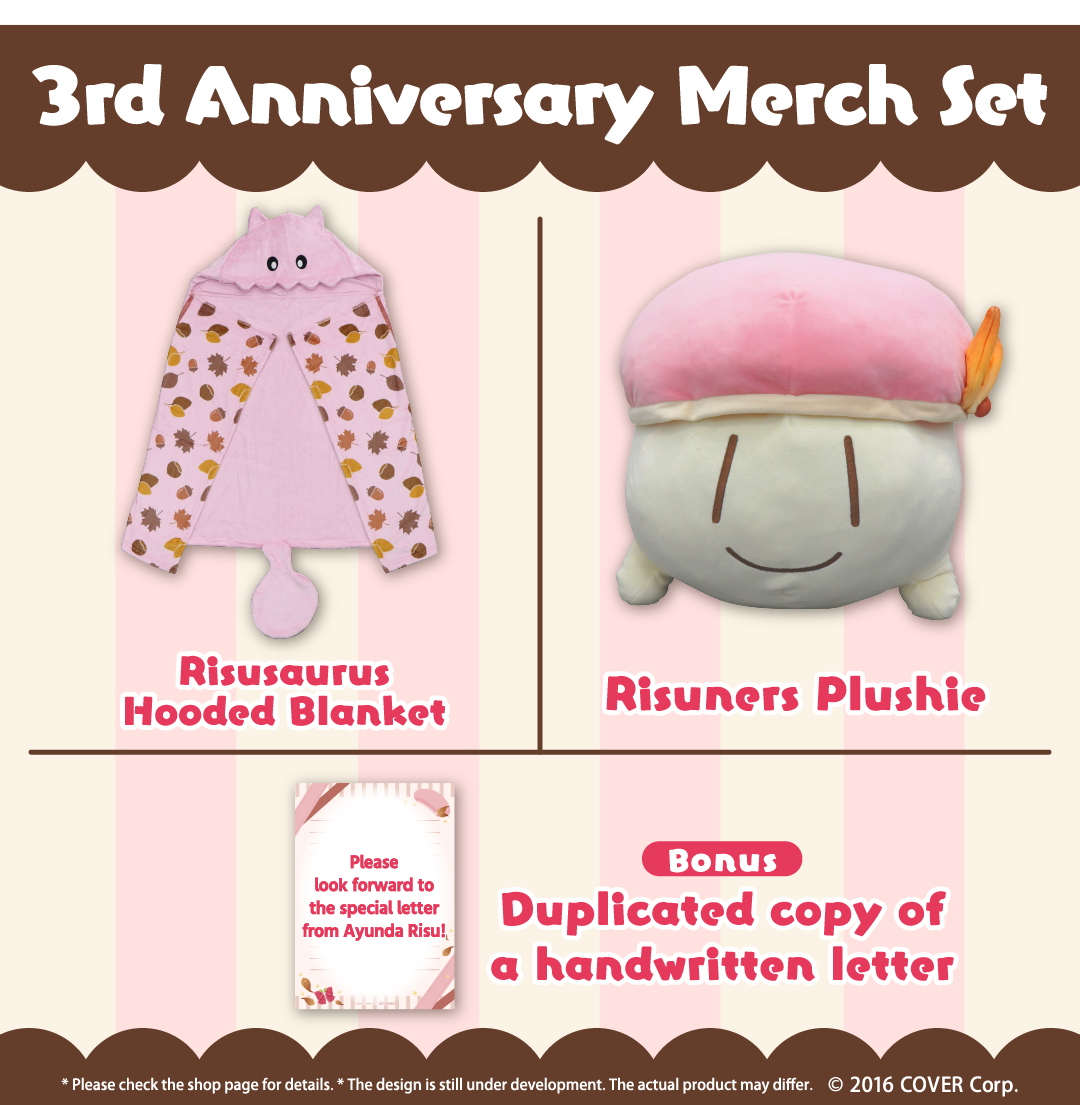 3rd Anniversary Merch Set
Risusaurus
Hooded Blanket
Risuners Plushie
Please
look forward to
the special letter
from Ayunda Risu!
Bonus
Duplicated copy of
a handwritten letter
* Please check the shop page for details. * The design is still under development. The actual product may differ. © 2016 COVER Corp.